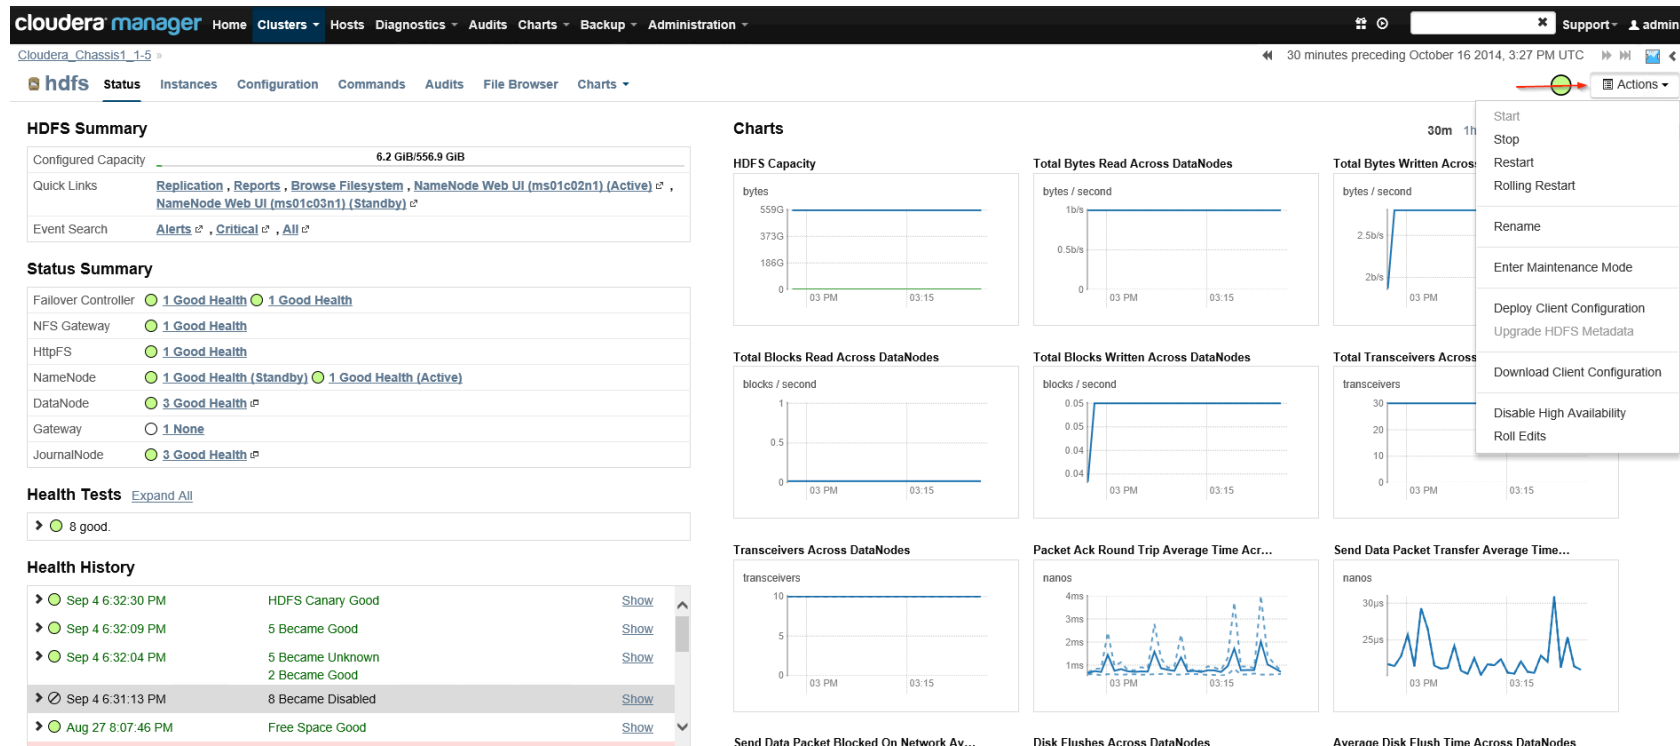 cloudera manager Home Clusters Hosts Diagnostics Audits Charts Backup Administration Support admin
Cloudera_Chassis1_1-5 » 30 minutes preceding October 16 2014, 3:27 PM UTC
hdfs Status Instances Configuration Commands Audits File Browser Charts Actions
HDFS Summary
Configured Capacity 6.2 GiB/556.9 GiB
Quick Links Replication , Reports , Browse Filesystem , NameNode Web UI (ms01c02n1) (Active) ,
NameNode Web UI (ms01c03n1) (Standby)
Event Search Alerts , Critical , All
Status Summary
Failover Controller 1 Good Health 1 Good Health
NFS Gateway 1 Good Health
HttpFS 1 Good Health
NameNode 1 Good Health (Standby) 1 Good Health (Active)
DataNode 3 Good Health
Gateway 1 None
JournalNode 3 Good Health
Health Tests Expand All
8 good.
Health History
Sep 4 6:32:30 PM HDFS Canary Good Show
Sep 4 6:32:09 PM 5 Became Good Show
Sep 4 6:32:04 PM 5 Became Unknown Show
2 Became Good
Sep 4 6:31:13 PM 8 Became Disabled Show
Aug 27 8:07:46 PM Free Space Good Show
Charts
30m 1h
HDFS Capacity
bytes
559G
373G
186G
0
03 PM 03:15
Total Bytes Read Across DataNodes
bytes / second
1b/s
0.5b/s
0
03 PM 03:15
Total Bytes Written Across
bytes / second
2.5b/s
2b/s
03 PM
Total Blocks Read Across DataNodes
blocks / second
1
0.5
0
03 PM 03:15
Total Blocks Written Across DataNodes
blocks / second
0.05
0.05
0.04
0.04
03 PM 03:15
Total Transceivers Across
transceivers
30
20
10
0
03 PM 03:15
Transceivers Across DataNodes
transceivers
10
5
0
03 PM 03:15
Packet Ack Round Trip Average Time Acr...
nanos
4ms
3ms
2ms
1ms
03 PM 03:15
Send Data Packet Transfer Average Time...
nanos
30µs
25µs
03 PM 03:15
Send Data Packet Blocked On Network Av...
Disk Flushes Across DataNodes
Average Disk Flush Time Across DataNodes
Start
Stop
Restart
Rolling Restart
Rename
Enter Maintenance Mode
Deploy Client Configuration
Upgrade HDFS Metadata
Download Client Configuration
Disable High Availability
Roll Edits